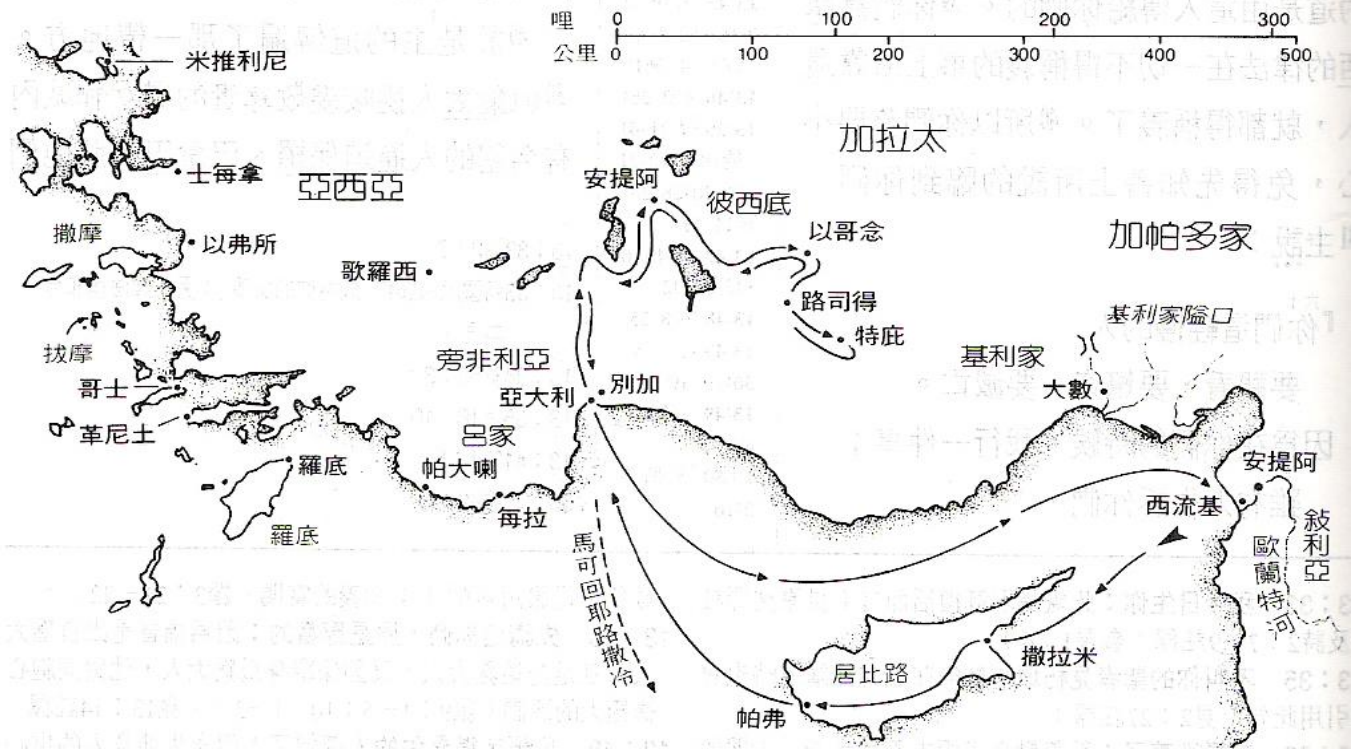 哩 0 100 200 300
公里 0 100 200 300 400 500
米推利尼
加拉太
士每拿
亞西亞
安提阿
彼西底
撒摩
以弗所
以哥念
加帕多家
歌羅西
路司得
特庇
基利家隘口
拔摩
旁非利亞
基利家
哥士
亞大利
別加
大數
革尼土
呂家
羅底
帕大喇
每拉
安提阿
西流基
羅底
敍利亞
歐蘭特河
馬可回耶路撒冷
撒拉米
居比路
帕弗